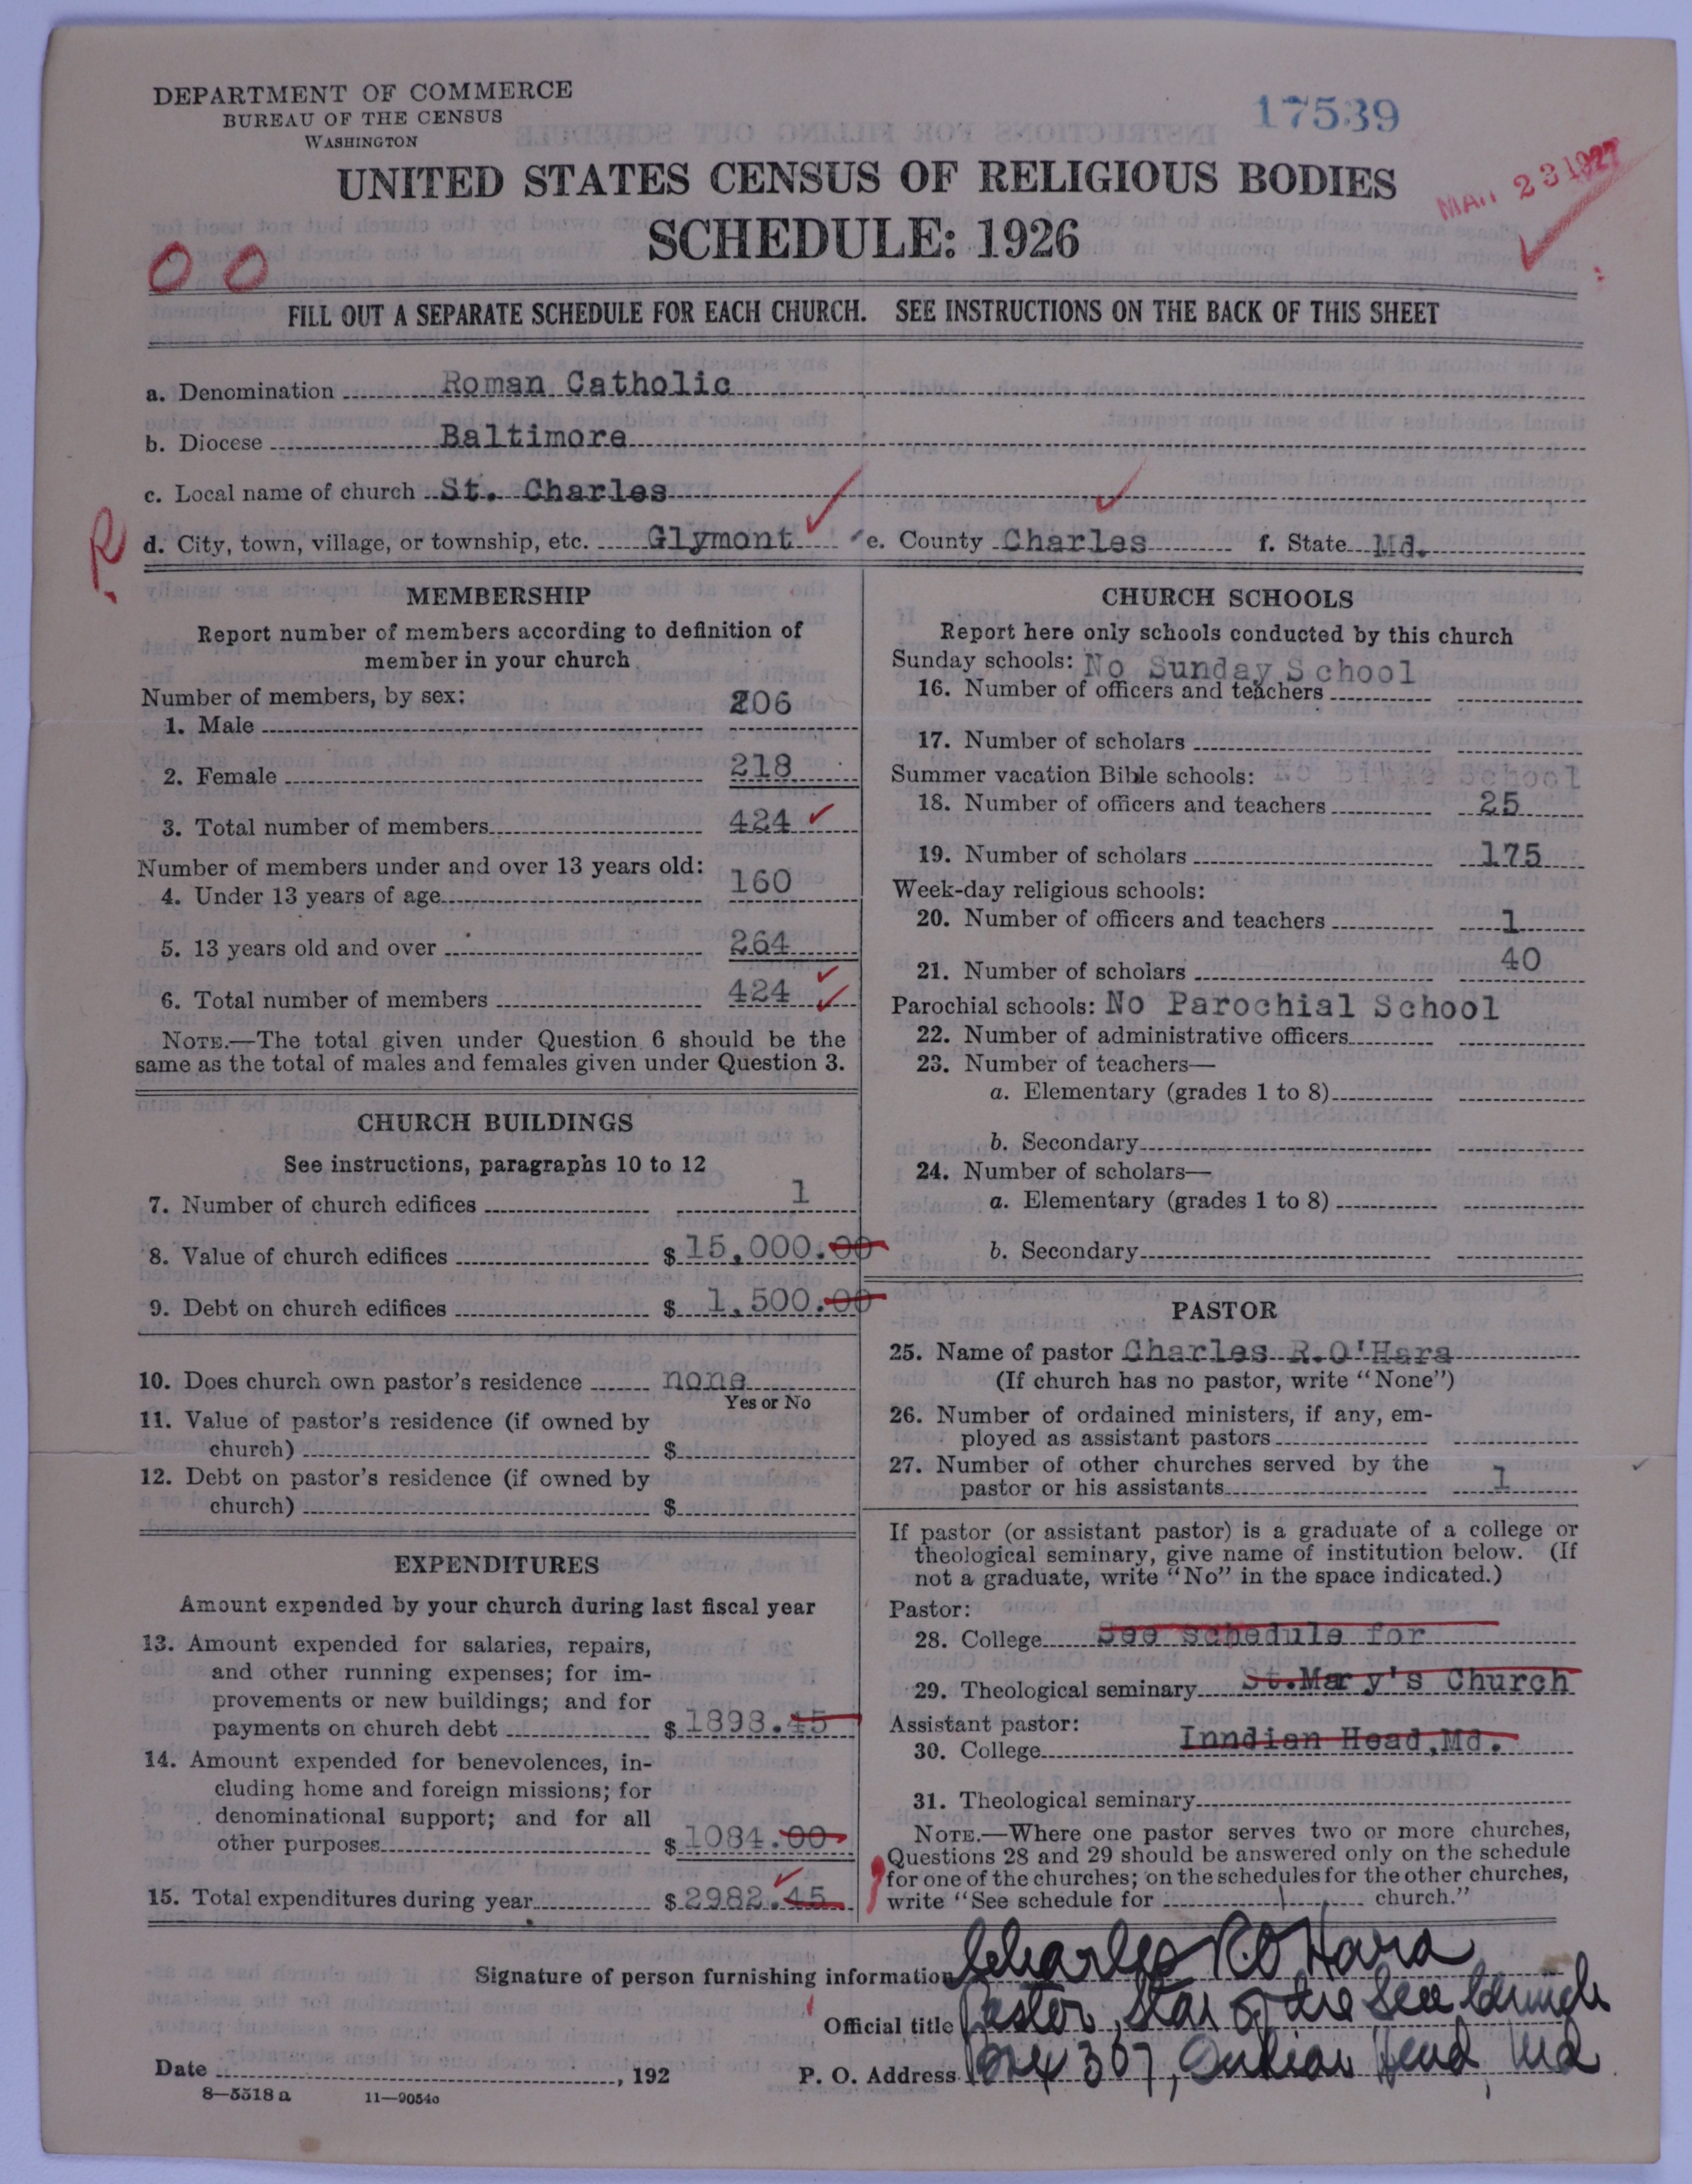 DEPARTMENT OF COMMERCE
BUREAU OF THE CENSUS
WASHINGTON
17539
UNITED STATES CENSUS OF RELIGIOUS BODIES
MAR 23 1927
SCHEDULE: 1926
00
FILL OUT A SEPARATE SCHEDULE FOR EACH CHURCH. SEE INSTRUCTIONS ON THE BACK OF THIS SHEET
a. Denomination Roman Catholic
b. Diocese Baltimore
c. Local name of church St. Charles
R d. City, town, village, or township, etc. Glymont e. County Charles f. State Md.
MEMBERSHIP
Report number of members according to definition of
member in your church
Number of members, by sex:
1. Male 206
2. Female 218
3. Total number of members 424
Number of members under and over 13 years old:
4. Under 13 years of age 160
5. 13 years old and over 264
6. Total number of members 424
NOTE.—The total given under Question 6 should be the
same as the total of males and females given under Question 3.
CHURCH BUILDINGS
See instructions, paragraphs 10 to 12
7. Number of church edifices 1
8. Value of church edifices $ 15,000.00
9. Debt on church edifices $ 1,500.00
10. Does church own pastor's residence none
Yes or No
11. Value of pastor's residence (if owned by
church) $
12. Debt on pastor's residence (if owned by
church) $
EXPENDITURES
Amount expended by your church during last fiscal year
13. Amount expended for salaries, repairs,
and other running expenses; for im-
provements or new buildings; and for
payments on church debt $ 1898.45
14. Amount expended for benevolences, in-
cluding home and foreign missions; for
denominational support; and for all
other purposes $ 1084.00
15. Total expenditures during year $ 2982.45
CHURCH SCHOOLS
Report here only schools conducted by this church
Sunday schools: No Sunday School
16. Number of officers and teachers
17. Number of scholars
Summer vacation Bible schools: No Bible School
18. Number of officers and teachers 25
19. Number of scholars 175
Week-day religious schools:
20. Number of officers and teachers 1
21. Number of scholars 40
Parochial schools: No Parochial School
22. Number of administrative officers
23. Number of teachers—
a. Elementary (grades 1 to 8)
b. Secondary
24. Number of scholars—
a. Elementary (grades 1 to 8)
b. Secondary
PASTOR
25. Name of pastor Charles R.O'Hara
(If church has no pastor, write "None")
26. Number of ordained ministers, if any, em-
ployed as assistant pastors
27. Number of other churches served by the
pastor or his assistants 1
If pastor (or assistant pastor) is a graduate of a college or
theological seminary, give name of institution below. (If
not a graduate, write "No" in the space indicated.)
Pastor:
28. College See schedule for
29. Theological seminary St.Mary's Church
Assistant pastor:
30. College Inndian Head,Md.
31. Theological seminary
NOTE.—Where one pastor serves two or more churches,
Questions 28 and 29 should be answered only on the schedule
for one of the churches; on the schedules for the other churches,
write "See schedule for church."
Signature of person furnishing information Charles R O'Hara
Official title Pastor, Star of the Sea Church
Date , 192 P. O. Address Box 307, Indian Head, Md
8—5518 a 11—9054c